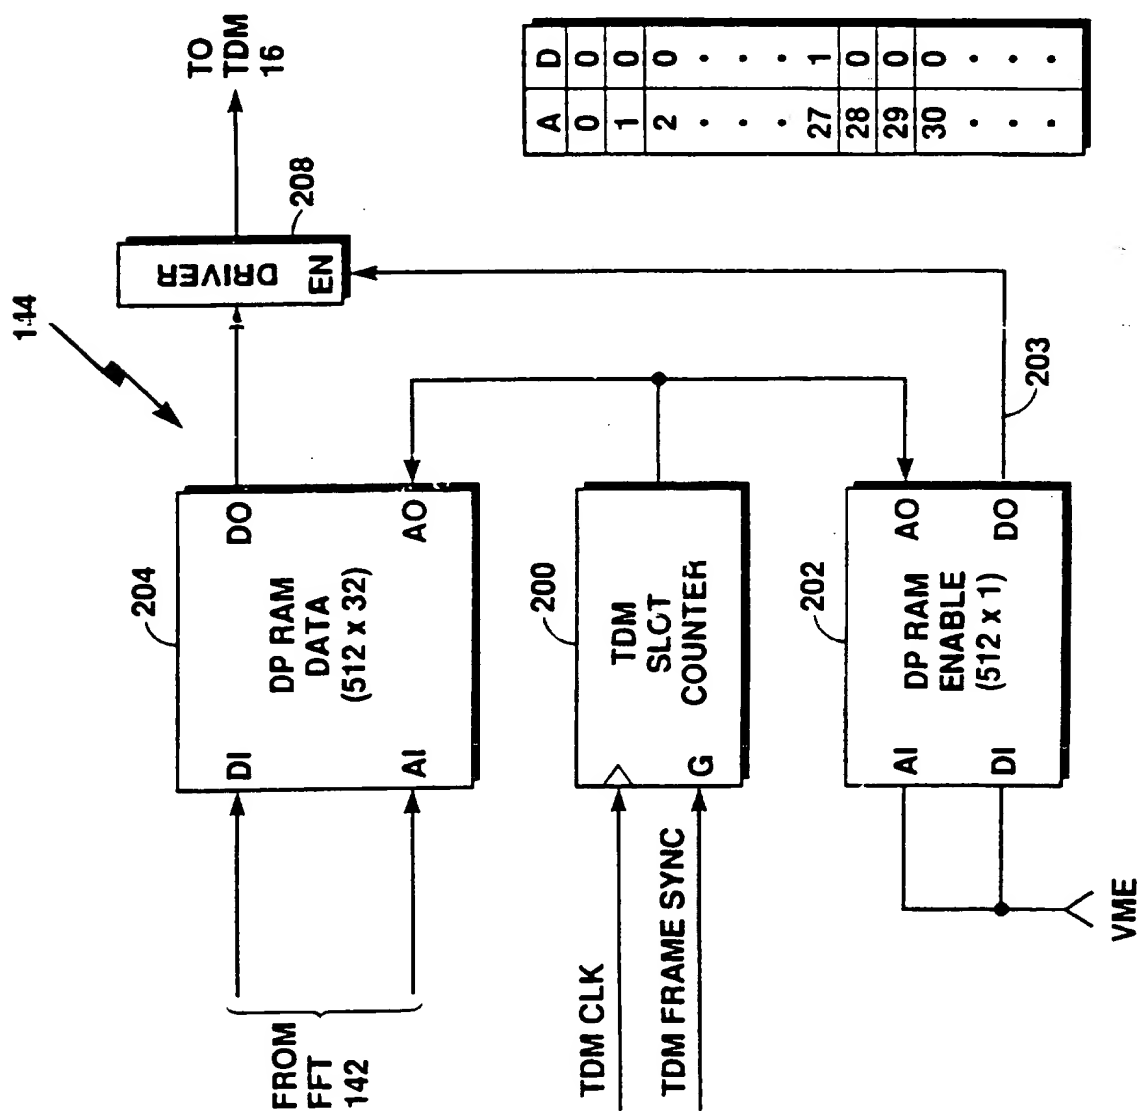 144
FROM
FFT
142
DI
AI
DP RAM
DATA
(512 x 32)
DO
AO
204
DRIVER
EN
208
TO
TDM
16
TDM CLK
TDM FRAME SYNC
G
TDM
SLOT
COUNTER
200
VME
AI
DI
DP RAM
ENABLE
(512 x 1)
AO
DO
202
203
A D
0 0
1 0
2 0
· ·
· ·
· ·
27 1
28 0
29 0
30 0
· ·
· ·
· ·